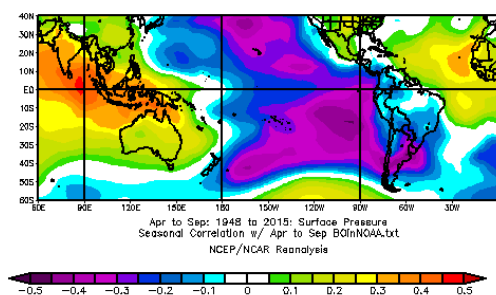 40N
30N
20N
10N
EQ
10S
20S
30S
40S
50S
60S
60E 90E 120E 150E 180 150W 120W 90W 60W 30W
Apr to Sep: 1948 to 2015: Surface Pressure
Seasonal Correlation w/ Apr to Sep BOInNOAA.txt
NCEP/NCAR Reanalysis
-0.5 -0.4 -0.3 -0.2 -0.1 0 0.1 0.2 0.3 0.4 0.5